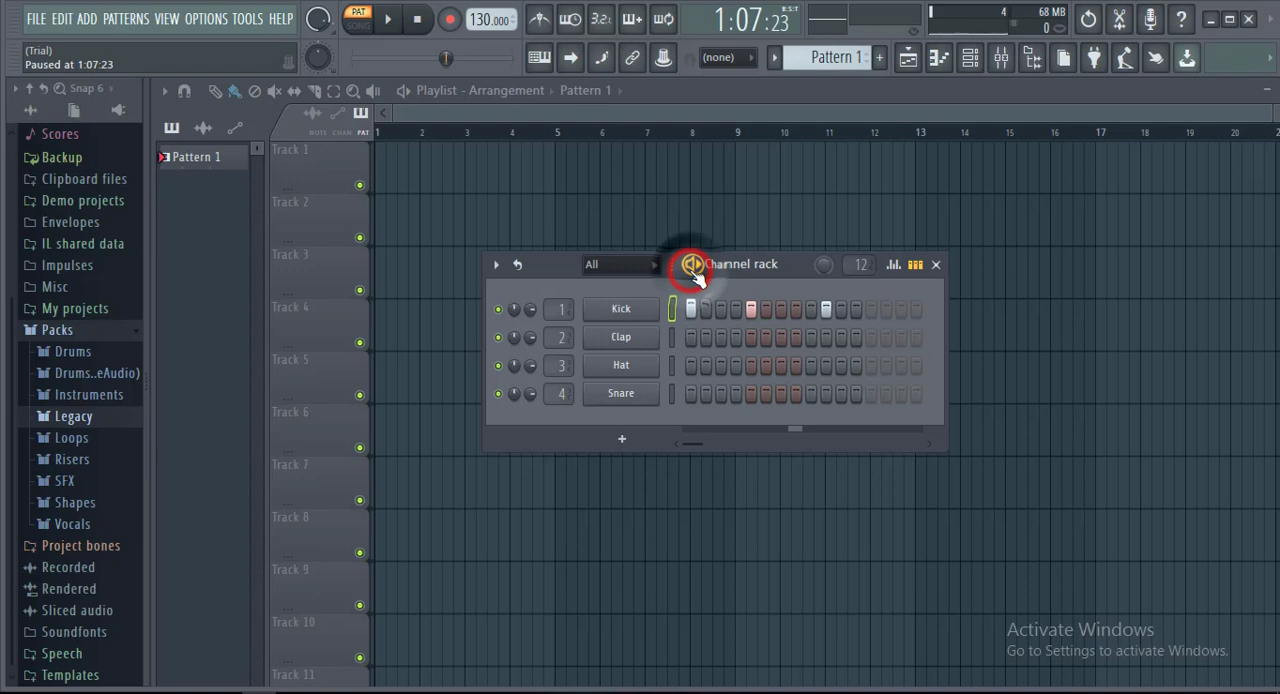 FILE EDIT ADD PATTERNS VIEW OPTIONS TOOLS HELP
PAT
SONG
130.000
3.2.
1:07:23
B:S:T
4
68 MB
0
(Trial)
Paused at 1:07:23
(none)
Pattern 1
Snap 6
Playlist - Arrangement
Pattern 1
NOTE CHAN PAT
1 2 3 4 5 6 7 8 9 10 11 12 13 14 15 16 17 18 19 20
Scores
Backup
Clipboard files
Demo projects
Envelopes
IL shared data
Impulses
Misc
My projects
Packs
Drums
Drums..eAudio)
Instruments
Legacy
Loops
Risers
SFX
Shapes
Vocals
Project bones
Recorded
Rendered
Sliced audio
Soundfonts
Speech
Templates
Pattern 1
Track 1
Track 2
Track 3
Track 4
Track 5
Track 6
Track 7
Track 8
Track 9
Track 10
Track 11
All
Channel rack
12
1 Kick
2 Clap
3 Hat
4 Snare
Activate Windows
Go to Settings to activate Windows.